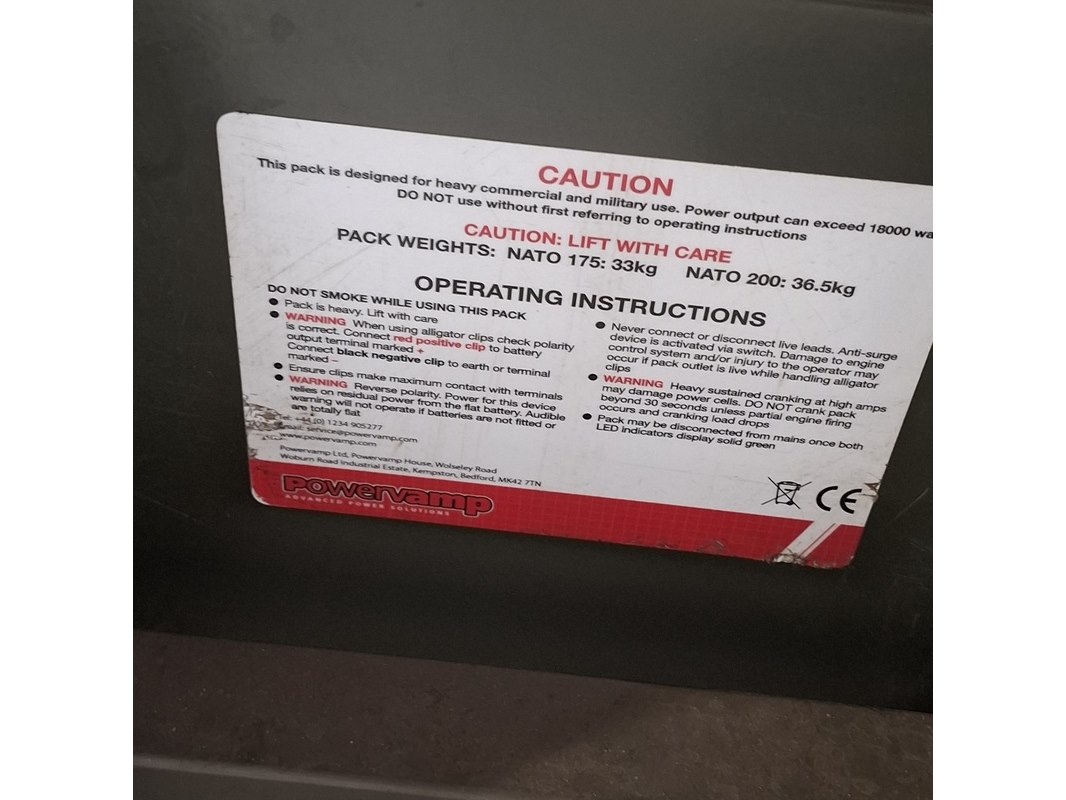 CAUTION
This pack is designed for heavy commercial and military use. Power output can exceed 18000 wa
DO NOT use without first referring to operating instructions
CAUTION: LIFT WITH CARE
PACK WEIGHTS: NATO 175: 33kg NATO 200: 36.5kg
OPERATING INSTRUCTIONS
DO NOT SMOKE WHILE USING THIS PACK
● Pack is heavy. Lift with care
● WARNING When using alligator clips check polarity
is correct. Connect red positive clip to battery
output terminal marked +
Connect black negative clip to earth or terminal
marked –
● Ensure clips make maximum contact with terminals
● WARNING Reverse polarity. Power for this device
relies on residual power from the flat battery. Audible
warning will not operate if batteries are not fitted or
are totally flat
● Never connect or disconnect live leads. Anti-surge
device is activated via switch. Damage to engine
control system and/or injury to the operator may
occur if pack outlet is live while handling alligator
clips
● WARNING Heavy sustained cranking at high amps
may damage power cells. DO NOT crank pack
beyond 30 seconds unless partial engine firing
occurs and cranking load drops
● Pack may be disconnected from mains once both
LED indicators display solid green
(0) 1234 905277
service@powervamp.com
www.powervamp.com
Powervamp Ltd, Powervamp House, Wolseley Road
Woburn Road Industrial Estate, Kempston, Bedford, MK42 7TN
CE
Powervamp
ADVANCED POWER SOLUTIONS